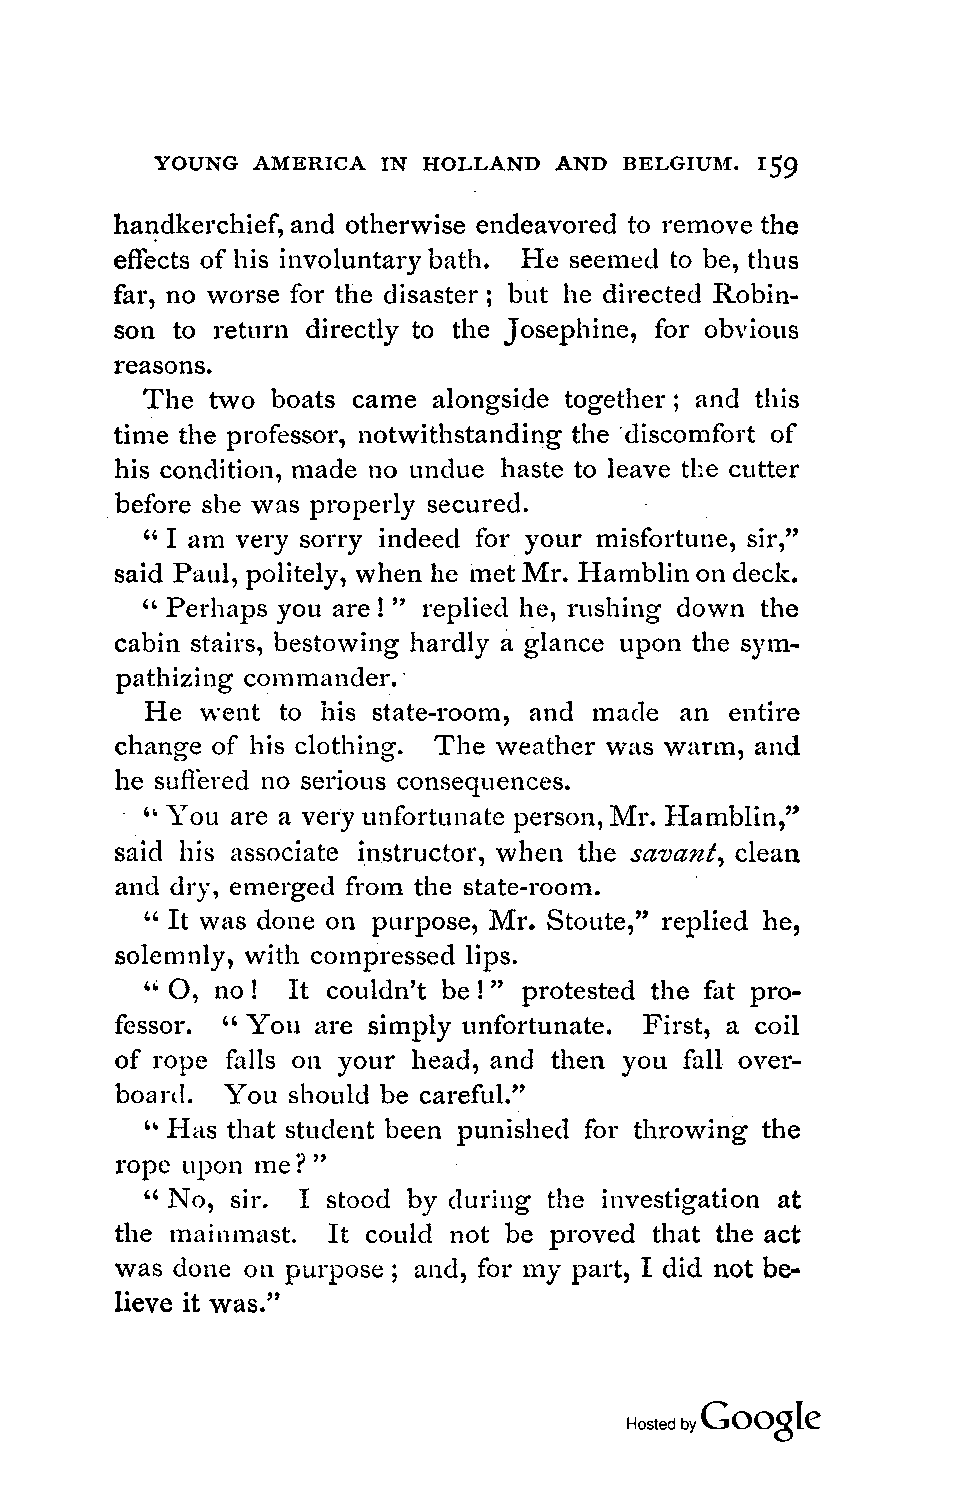 YOUNG AMERICA IN HOLLAND AND BELGIUM. 159
handkerchief, and otherwise endeavored to remove the
effects of his involuntary bath. He seemed to be, thus
far, no worse for the disaster; but he directed Robin-
son to return directly to the Josephine, for obvious
reasons.
The two boats came alongside together; and this
time the professor, notwithstanding the discomfort of
his condition, made no undue haste to leave the cutter
before she was properly secured.
"I am very sorry indeed for your misfortune, sir,"
said Paul, politely, when he met Mr. Hamblin on deck.
"Perhaps you are!" replied he, rushing down the
cabin stairs, bestowing hardly a glance upon the sym-
pathizing commander.
He went to his state-room, and made an entire
change of his clothing. The weather was warm, and
he suffered no serious consequences.
"You are a very unfortunate person, Mr. Hamblin,"
said his associate instructor, when the savant, clean
and dry, emerged from the state-room.
"It was done on purpose, Mr. Stoute," replied he,
solemnly, with compressed lips.
"O, no! It couldn't be!" protested the fat pro-
fessor. "You are simply unfortunate. First, a coil
of rope falls on your head, and then you fall over-
board. You should be careful."
"Has that student been punished for throwing the
rope upon me?"
"No, sir. I stood by during the investigation at
the mainmast. It could not be proved that the act
was done on purpose; and, for my part, I did not be-
lieve it was."
Hosted by Google